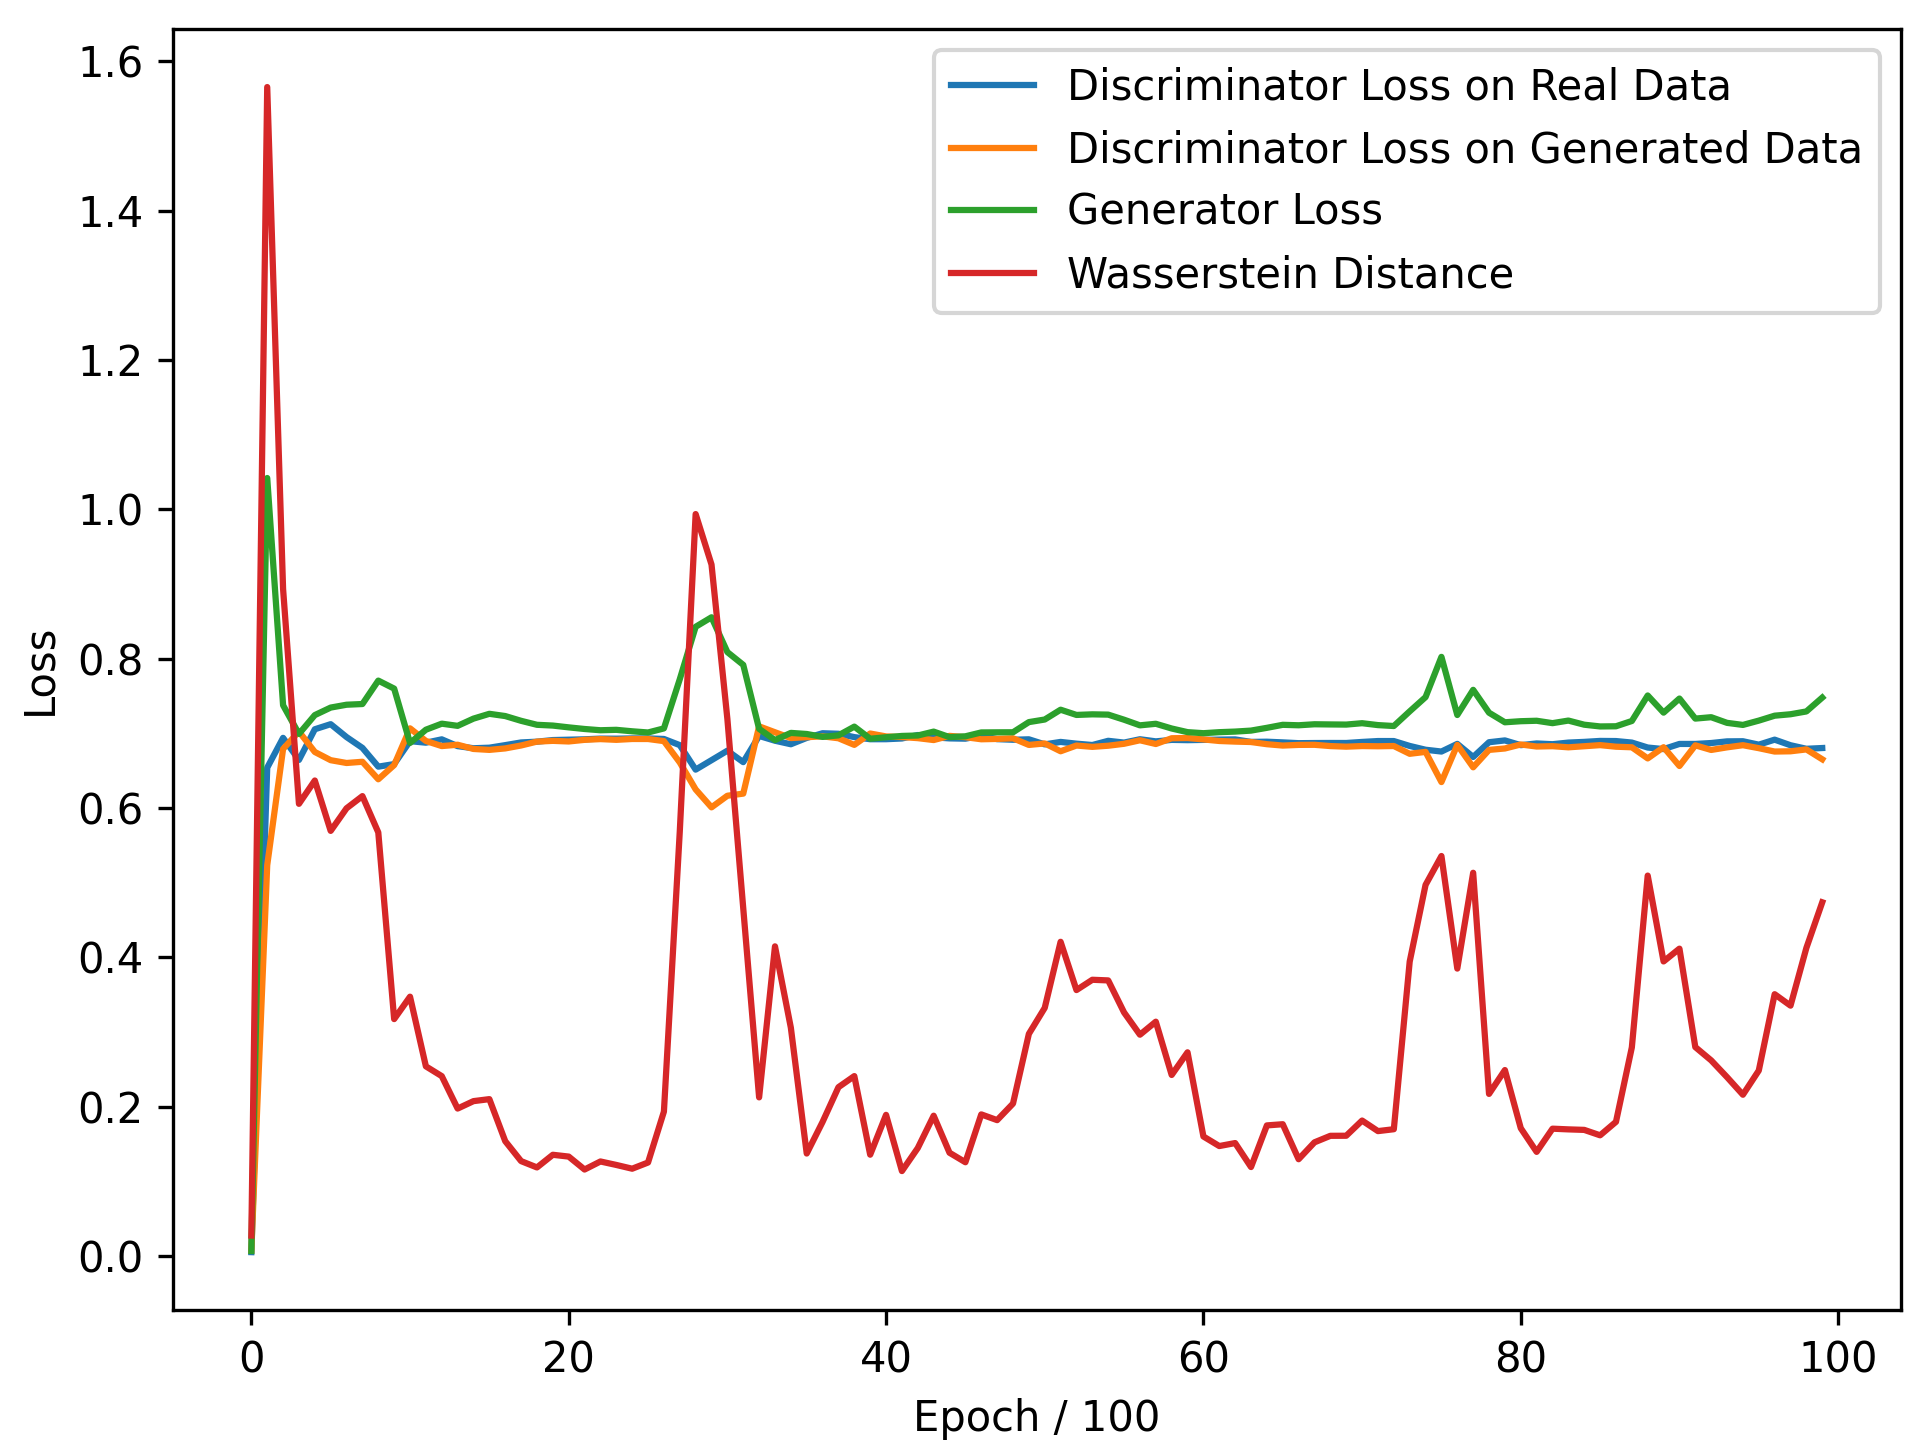 1.6
1.4
1.2
1.0
0.8
0.6
0.4
0.2
0.0
Loss
0 20 40 60 80 100
Epoch / 100
Discriminator Loss on Real Data
Discriminator Loss on Generated Data
Generator Loss
Wasserstein Distance